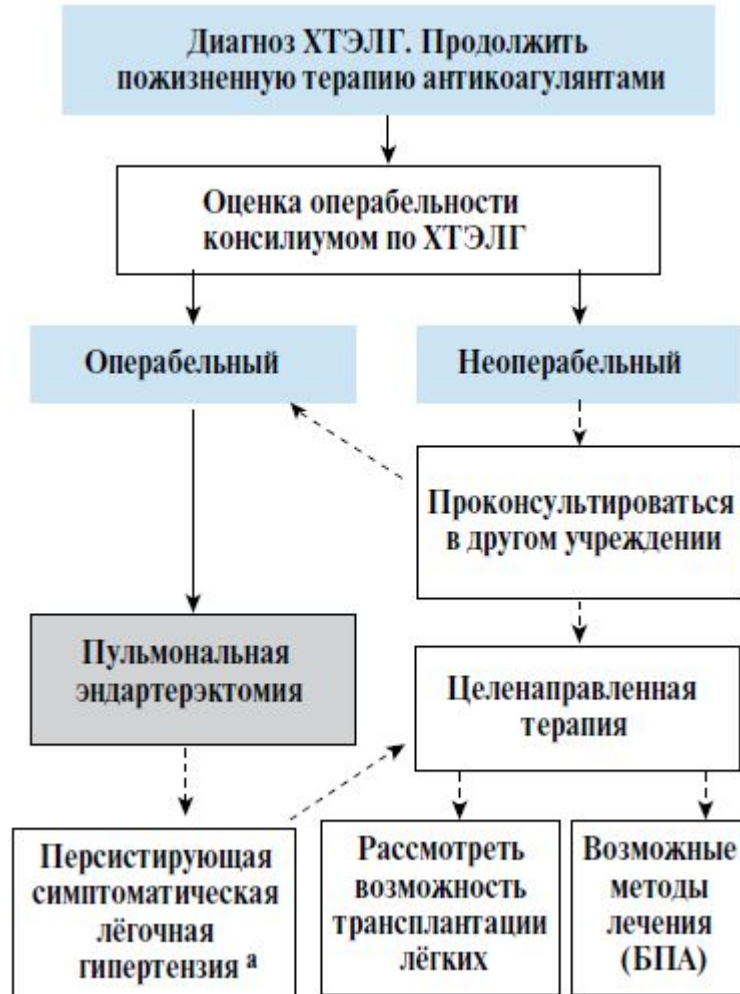 Диагноз ХТЭЛГ. Продолжить
пожизненную терапию антикоагулянтами
Оценка операбельности
консилиумом по ХТЭЛГ
Операбельный
Неоперабельный
Проконсультироваться
в другом учреждении
Пульмональная
эндартерэктомия
Целенаправленная
терапия
Персистирующая
симптоматическая
лёгочная
гипертензия а
Рассмотреть
возможность
трансплантации
лёгких
Возможные
методы
лечения
(БПА)